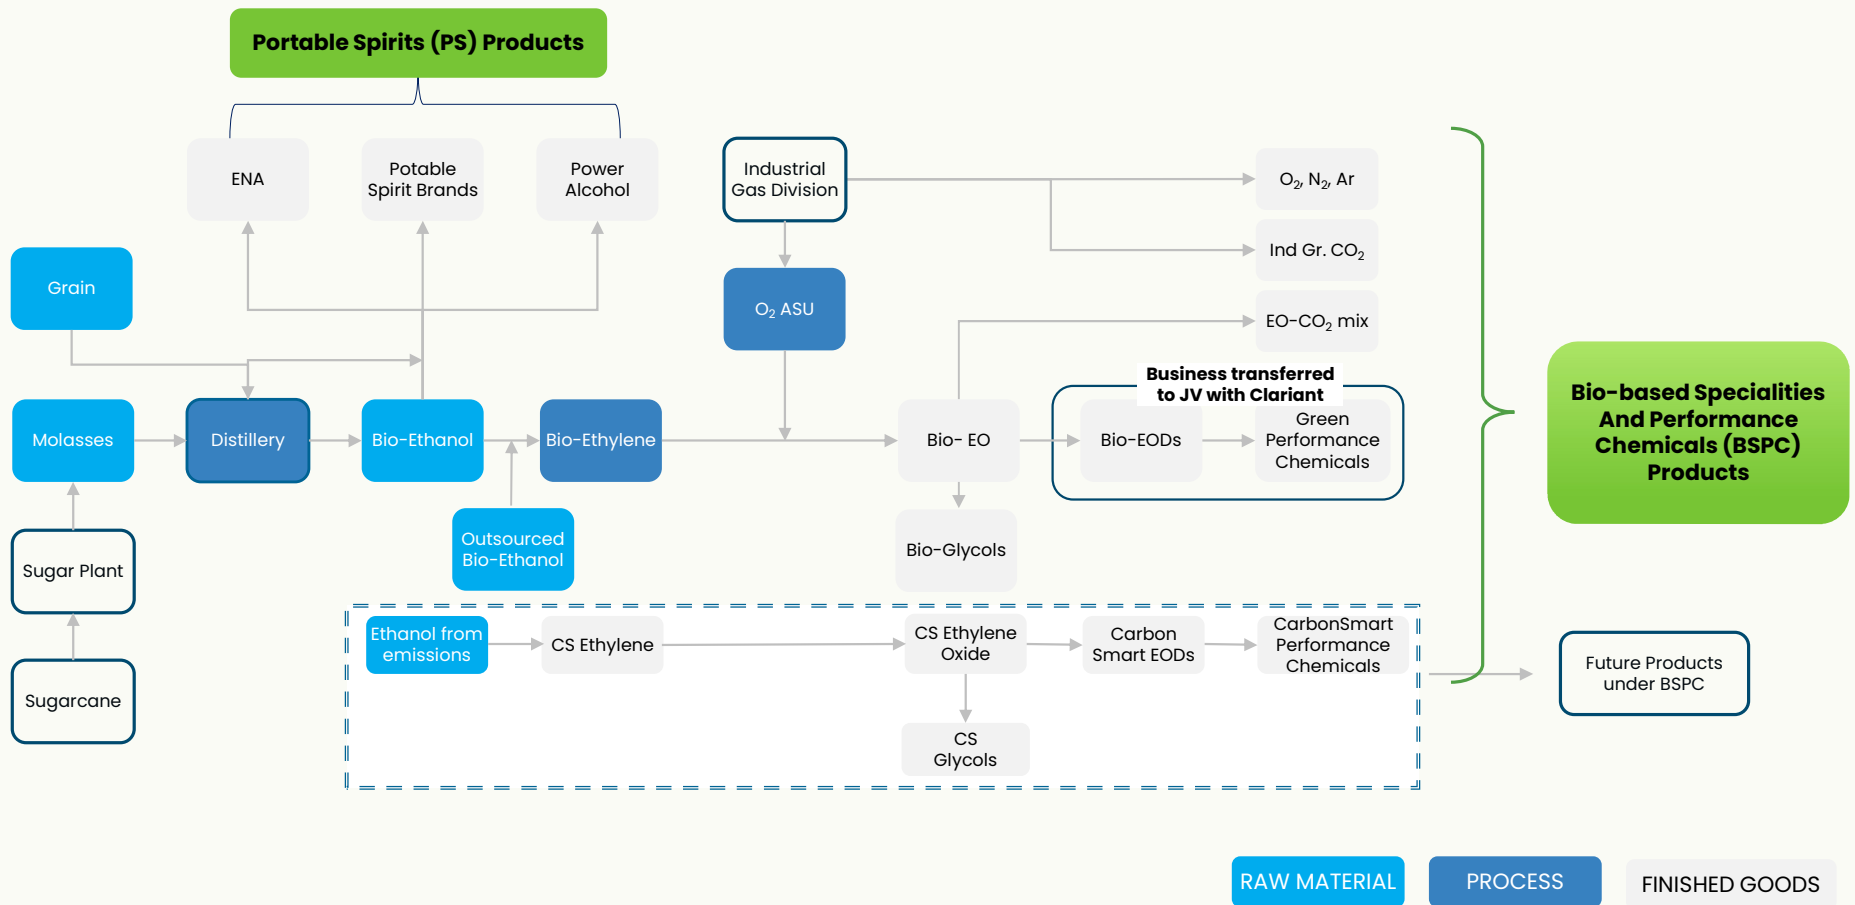 Portable Spirits (PS) Products
ENA
Potable
Spirit Brands
Power
Alcohol
Industrial
Gas Division
O₂, N₂, Ar
Ind Gr. CO₂
Grain
O₂ ASU
EO-CO₂ mix
Business transferred
to JV with Clariant
Molasses
Distillery
Bio-Ethanol
Bio-Ethylene
Bio- EO
Bio-EODs
Green
Performance
Chemicals
Bio-based Specialities
And Performance
Chemicals (BSPC)
Products
Outsourced
Bio-Ethanol
Bio-Glycols
Sugar Plant
Sugarcane
Ethanol from
emissions
CS Ethylene
CS Ethylene
Oxide
Carbon
Smart EODs
CarbonSmart
Performance
Chemicals
CS
Glycols
Future Products
under BSPC
RAW MATERIAL
PROCESS
FINISHED GOODS